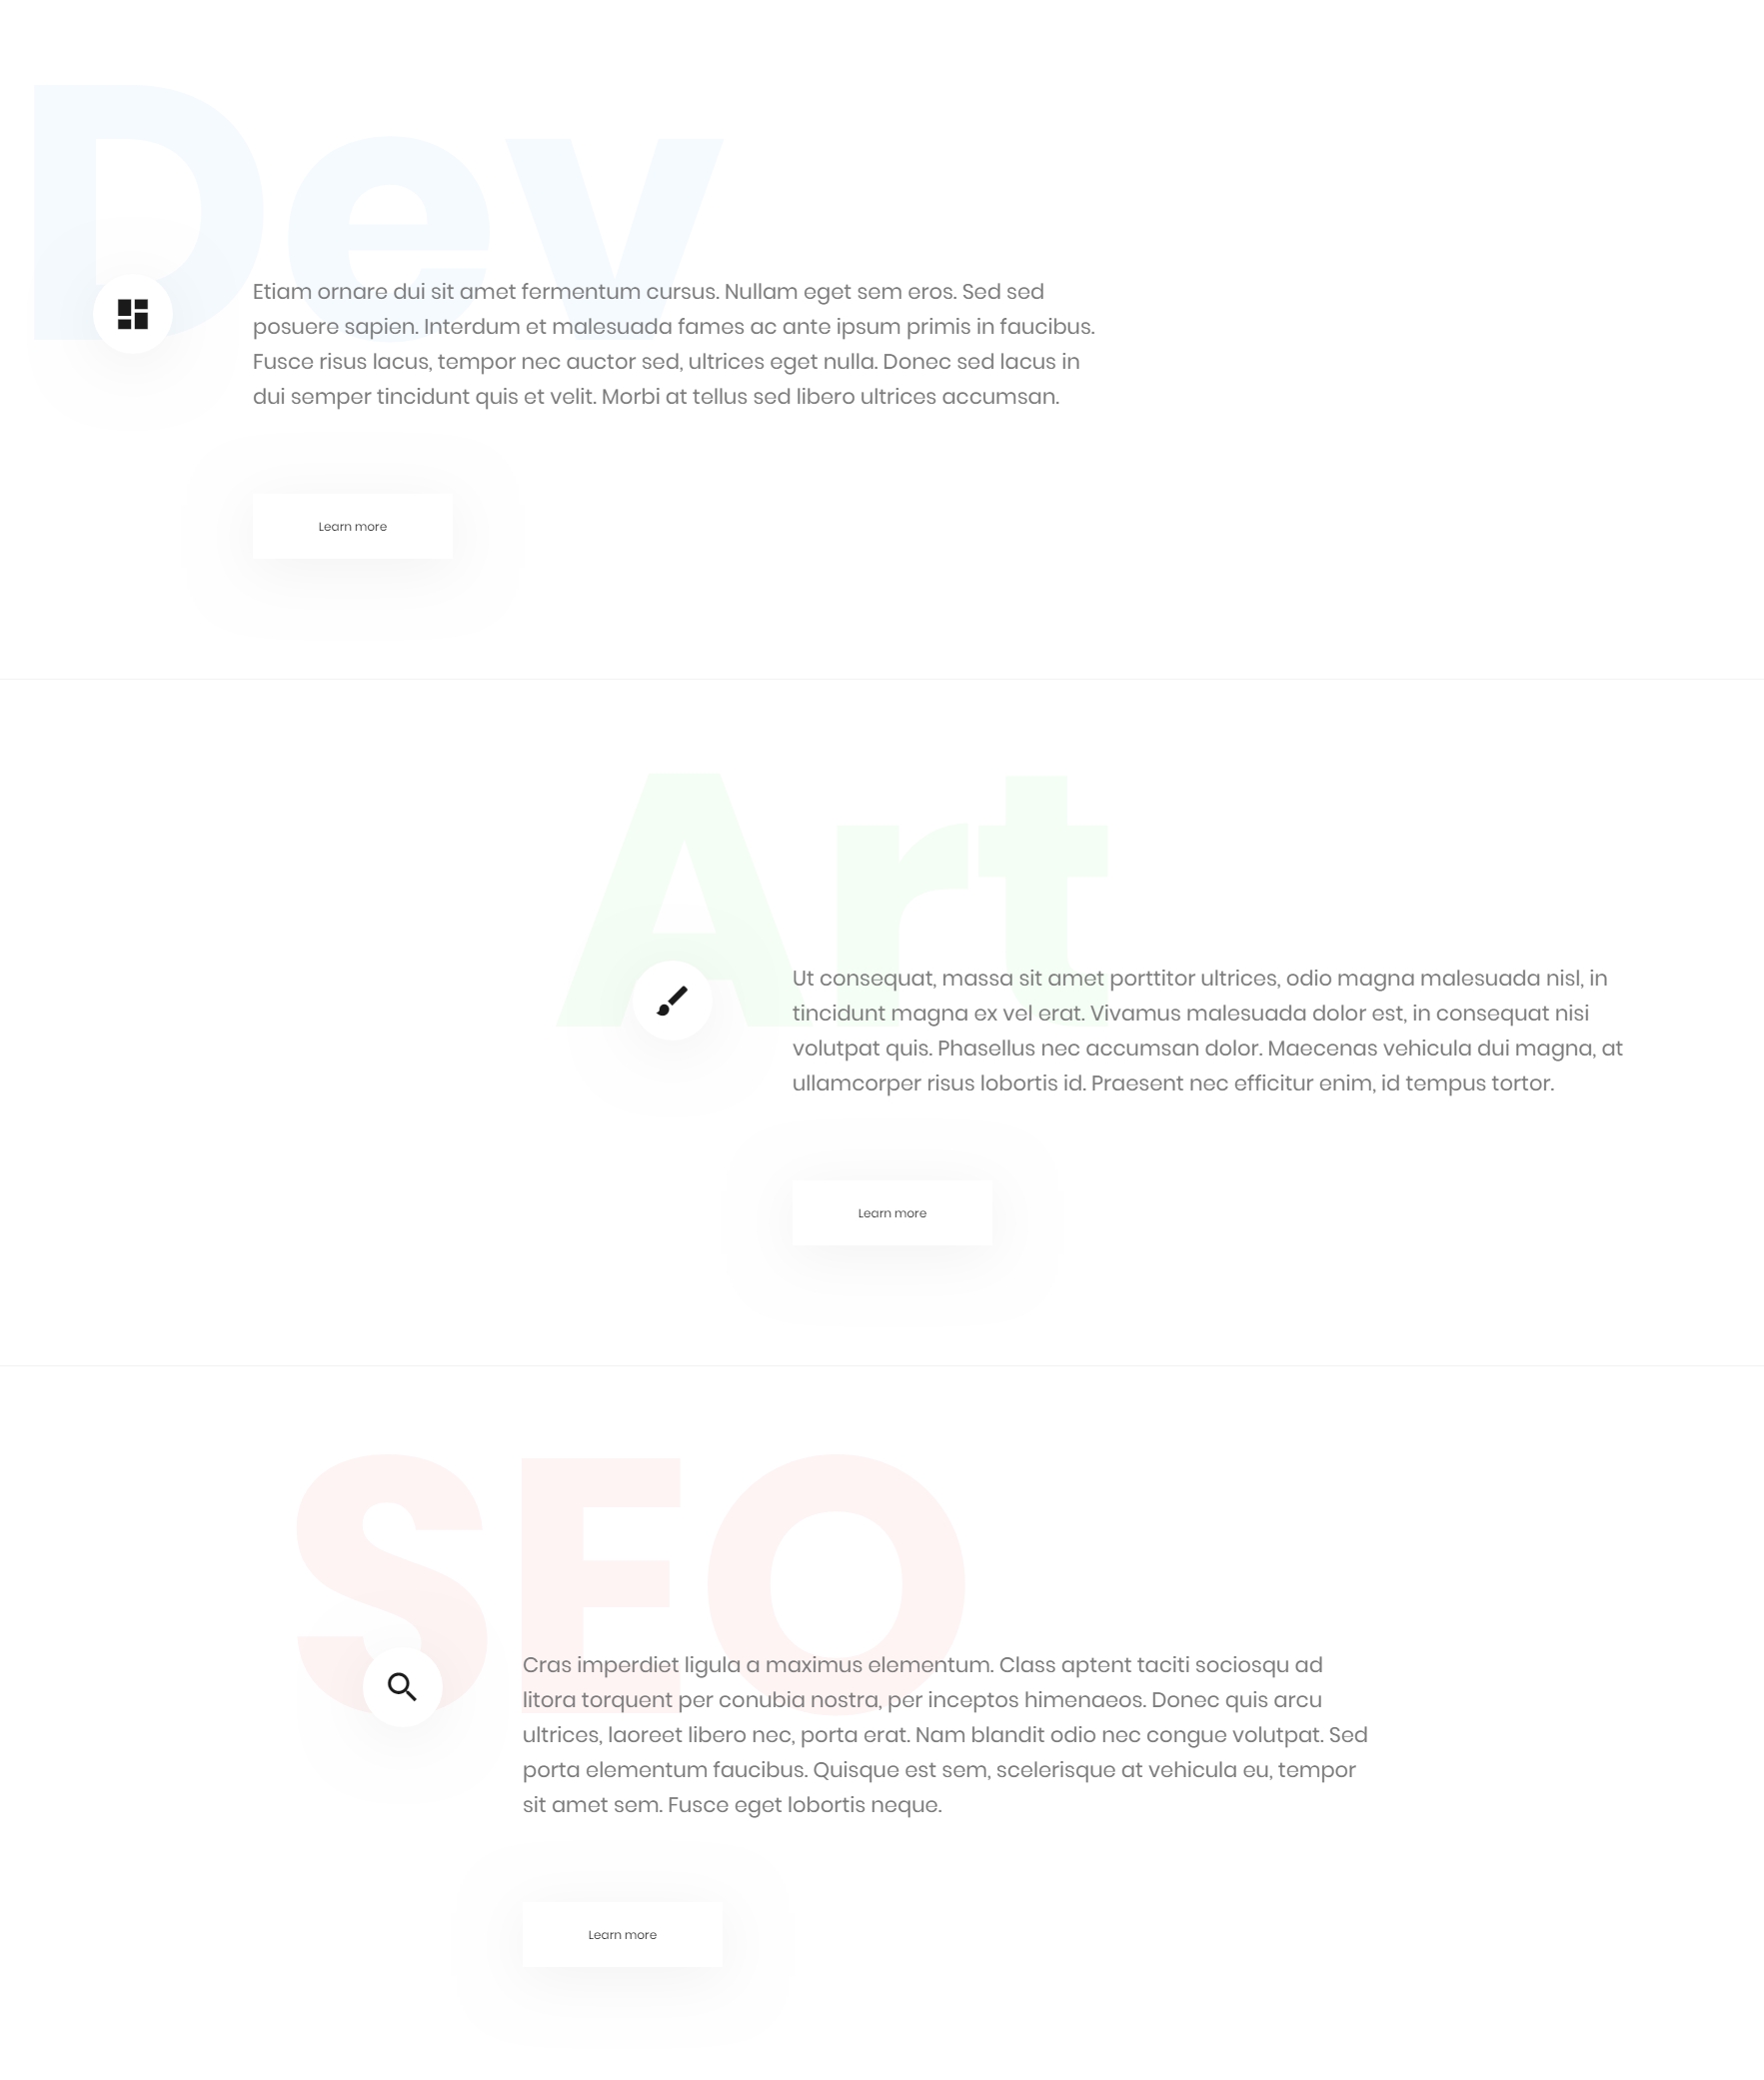 Dev
Etiam ornare dui sit amet fermentum cursus. Nullam eget sem eros. Sed sed
posuere sapien. Interdum et malesuada fames ac ante ipsum primis in faucibus.
Fusce risus lacus, tempor nec auctor sed, ultrices eget nulla. Donec sed lacus in
dui semper tincidunt quis et velit. Morbi at tellus sed libero ultrices accumsan.
Learn more
Art
Ut consequat, massa sit amet porttitor ultrices, odio magna malesuada nisl, in
tincidunt magna ex vel erat. Vivamus malesuada dolor est, in consequat nisi
volutpat quis. Phasellus nec accumsan dolor. Maecenas vehicula dui magna, at
ullamcorper risus lobortis id. Praesent nec efficitur enim, id tempus tortor.
Learn more
SEO
Cras imperdiet ligula a maximus elementum. Class aptent taciti sociosqu ad
litora torquent per conubia nostra, per inceptos himenaeos. Donec quis arcu
ultrices, laoreet libero nec, porta erat. Nam blandit odio nec congue volutpat. Sed
porta elementum faucibus. Quisque est sem, scelerisque at vehicula eu, tempor
sit amet sem. Fusce eget lobortis neque.
Learn more